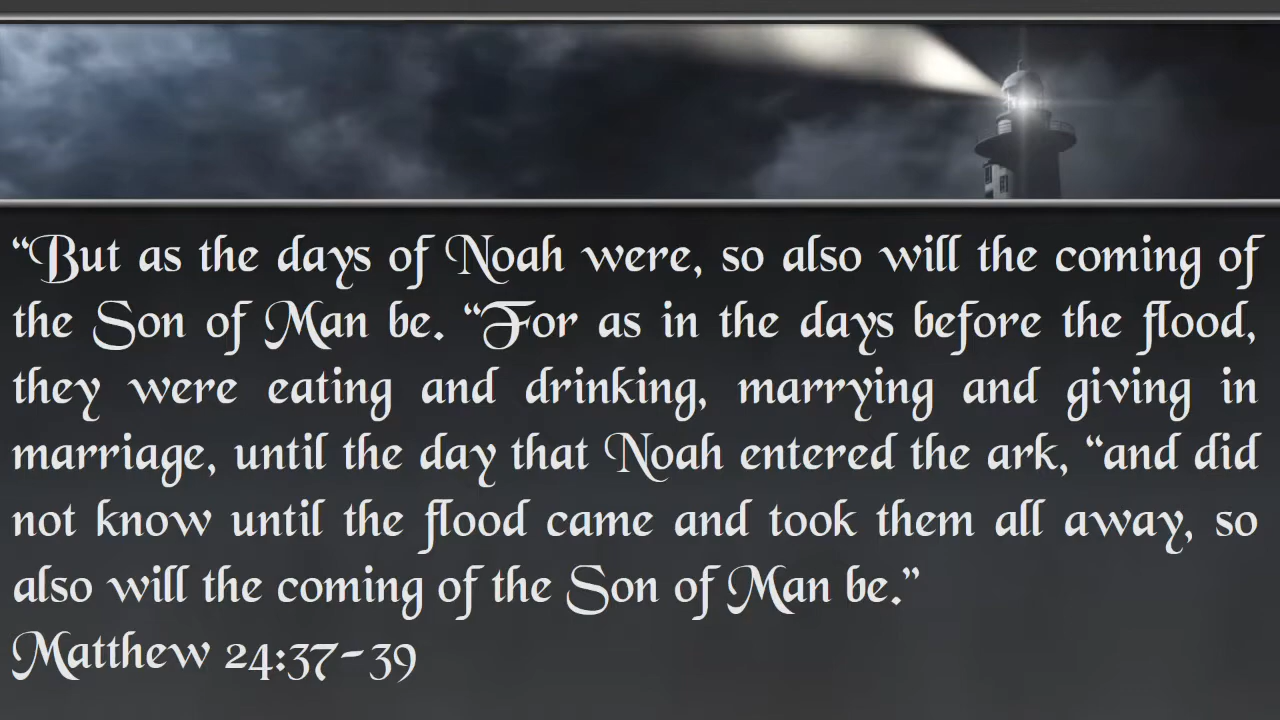 “But as the days of Noah were, so also will the coming of
the Son of Man be. “For as in the days before the flood,
they were eating and drinking, marrying and giving in
marriage, until the day that Noah entered the ark, “and did
not know until the flood came and took them all away, so
also will the coming of the Son of Man be.”
Matthew 24:37-39